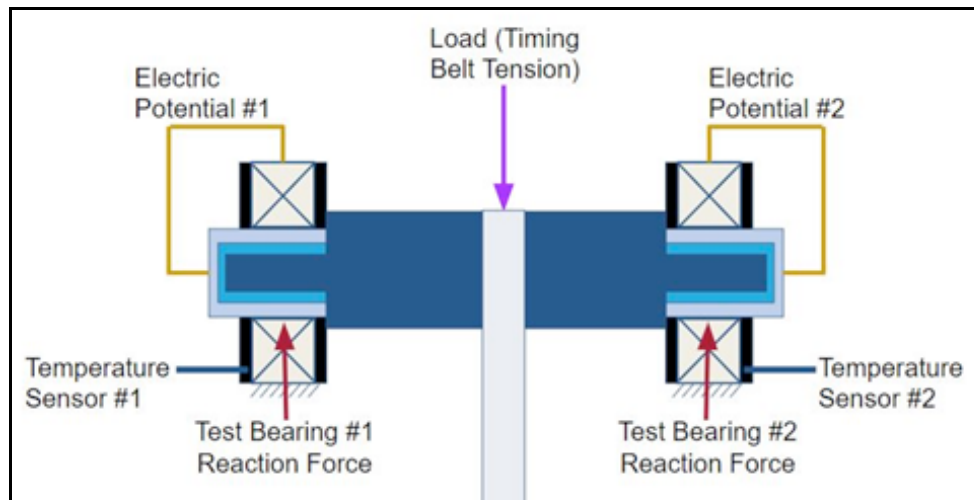 Load (Timing
Belt Tension)
Electric
Potential #1
Electric
Potential #2
Temperature
Sensor #1
Temperature
Sensor #2
Test Bearing #1
Reaction Force
Test Bearing #2
Reaction Force